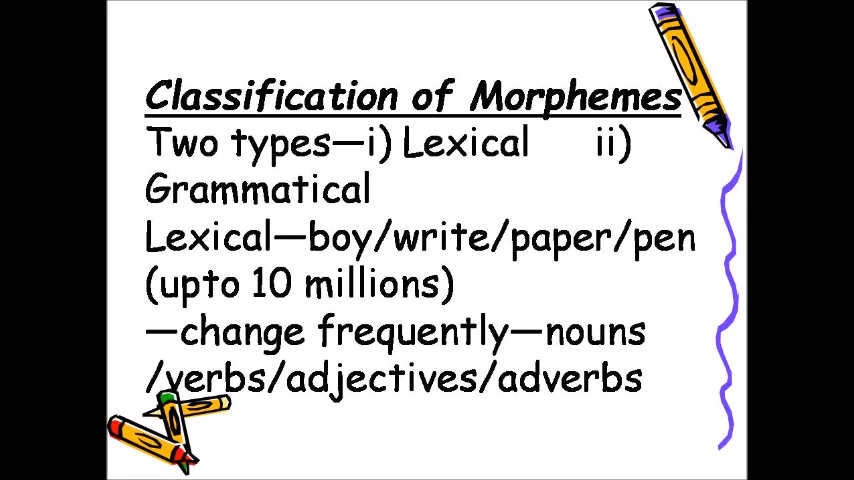 Classification of Morphemes
Two types—i) Lexical ii)
Grammatical
Lexical—boy/write/paper/pen
(upto 10 millions)
—change frequently—nouns
/verbs/adjectives/adverbs